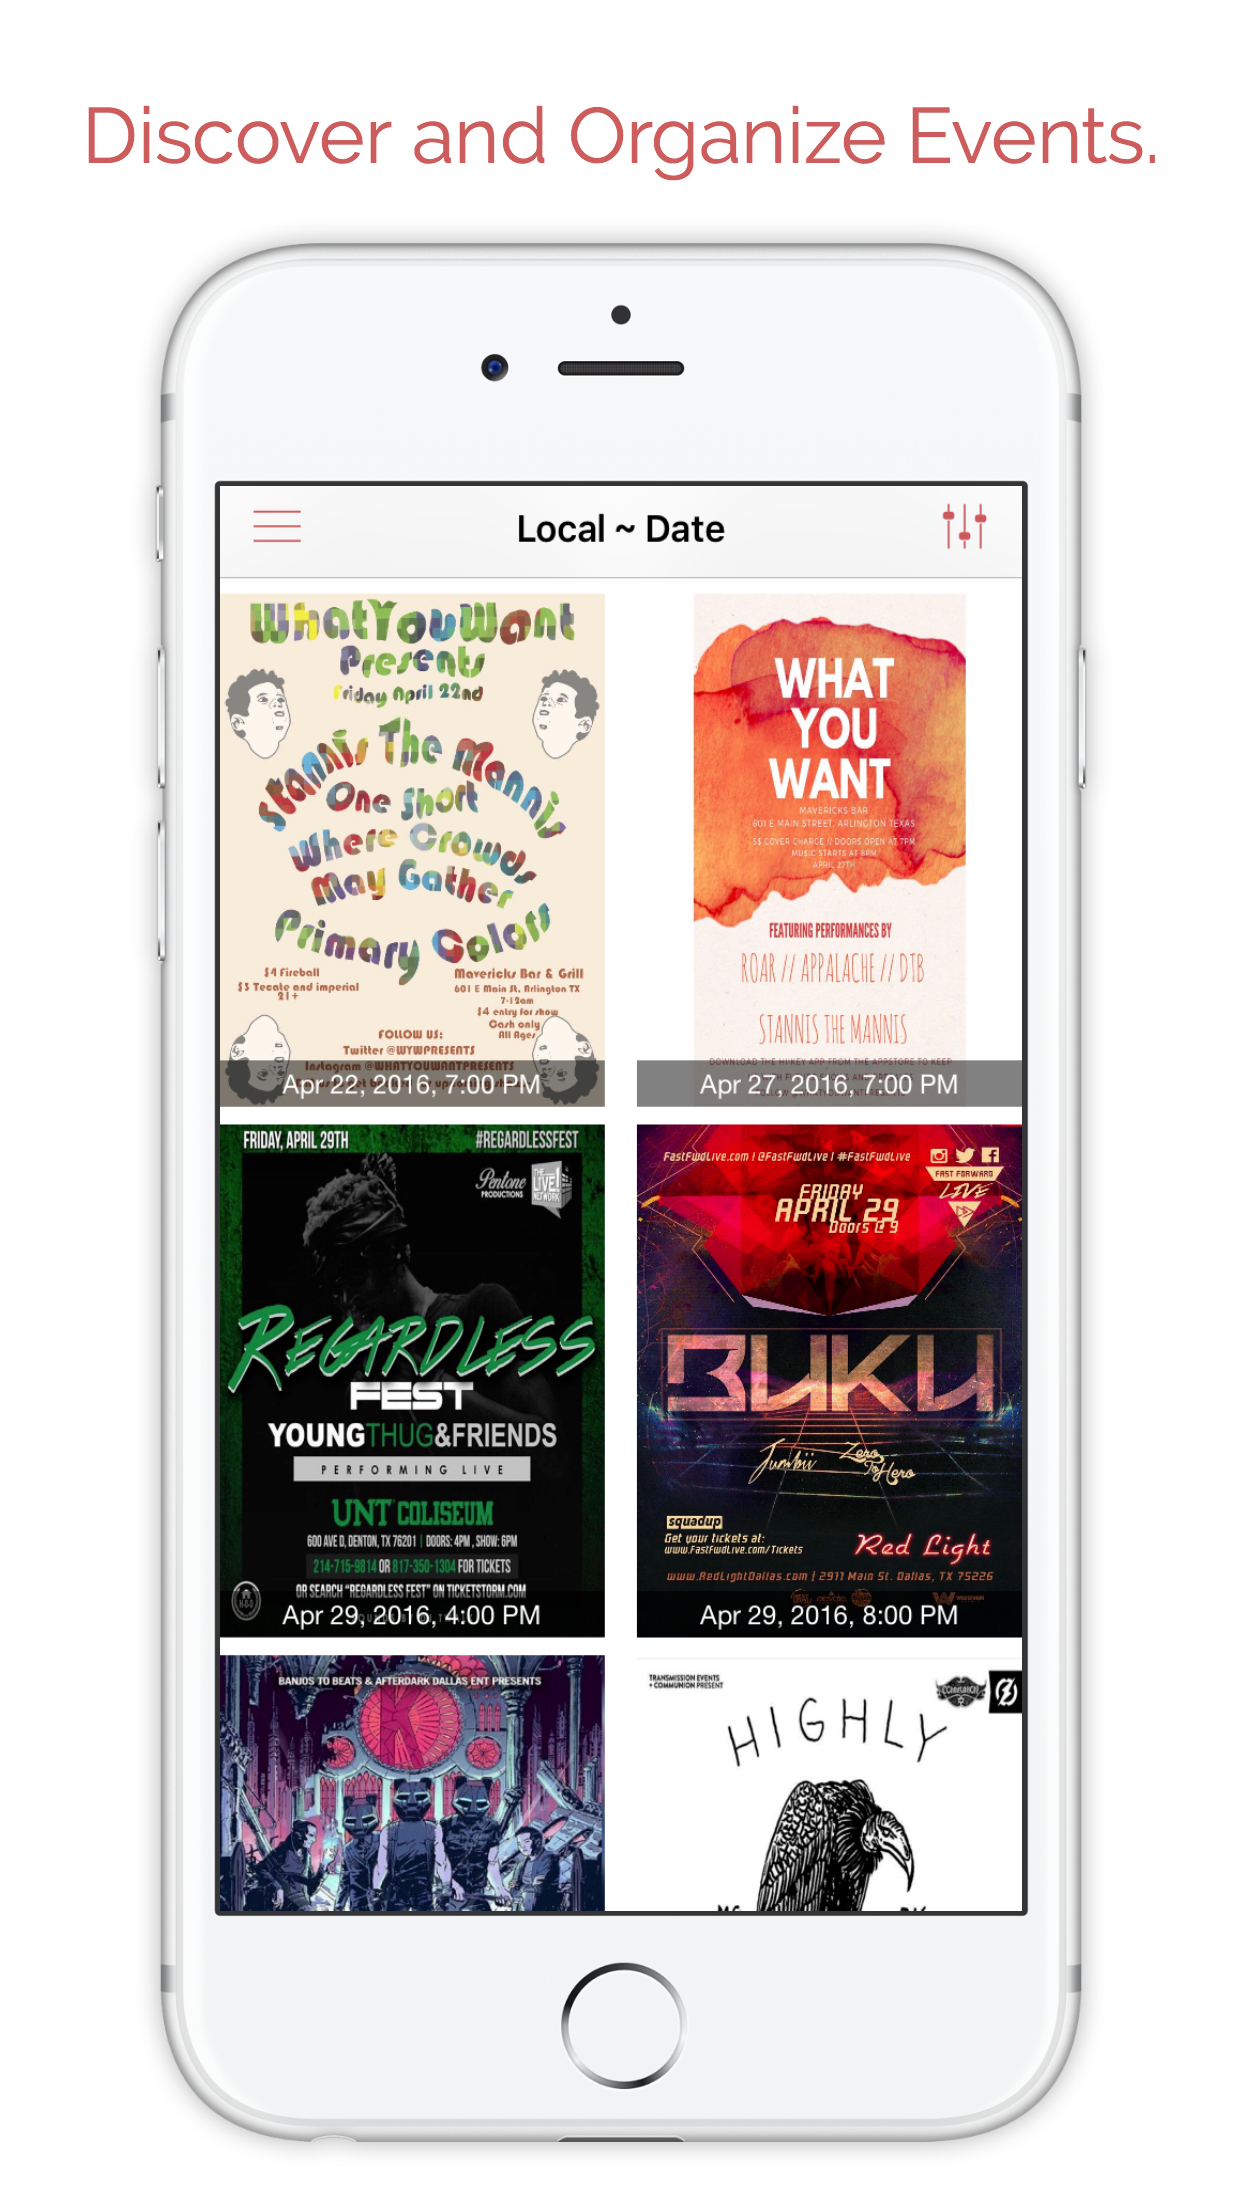 Discover and Organize Events.
Local ~ Date
WhatYouWant
Presents
Friday April 22nd
Stannis The Mannis
One Short
Where Crowds
May Gather
Primary Colors
$4 Fireball
$3 Tecate and imperial
21+
Mavericks Bar & Grill
601 E Main St, Arlington TX
7-12am
$4 entry for show
Cash only
All Ages
FOLLOW US:
Twitter @WYWPRESENTS
Instagram @WHATYOUWANTPRESENTS
Apr 22, 2016, 7:00 PM
WHAT
YOU
WANT
MAVERICKS BAR
601 E MAIN STREET, ARLINGTON TEXAS
5$ COVER CHARGE // DOORS OPEN AT 7PM
MUSIC STARTS AT 8PM
APRIL 27TH
FEATURING PERFORMANCES BY
ROAR // APPALACHE // DTB
STANNIS THE MANNIS
DOWNLOAD THE HIIKEY APP FROM THE APPSTORE TO KEEP
Apr 27, 2016, 7:00 PM
FRIDAY, APRIL 29TH
#REGARDLESSFEST
Pentone
PRODUCTIONS
THE
LIVE!
NETWORK
REGARDLESS
FEST
YOUNGTHUG&FRIENDS
PERFORMING LIVE
UNT COLISEUM
600 AVE D, DENTON, TX 76201 | DOORS: 4PM, SHOW: 6PM
214-715-9814 OR 817-350-1304 FOR TICKETS
OR SEARCH "REGARDLESS FEST" ON TICKETSTORM.COM
Apr 29, 2016, 4:00 PM
FastFwdLive.com | @FastFwdLive | #FastFwdLive
FAST FORWARD
LIVE
FRIDAY
APRIL 29
Doors @ 9
BUKU
Jumbii
Zero
To Hero
squadup
Get your tickets at:
www.FastFwdLive.com/Tickets
Red Light
www.RedLightDallas.com | 2911 Main St. Dallas, TX 75226
Apr 29, 2016, 8:00 PM
BANJOS TO BEATS & AFTERDARK DALLAS ENT PRESENTS
K
TRANSMISSION EVENTS
+ COMMUNION PRESENT
COMMUNION
HIGHLY